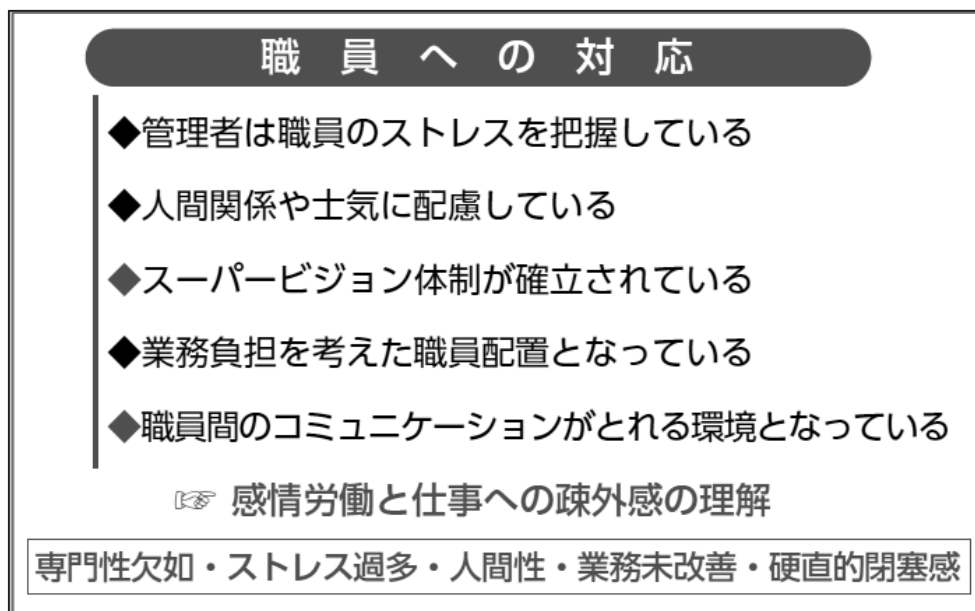 職員への対応
◆管理者は職員のストレスを把握している
◆人間関係や士気に配慮している
◆スーパービジョン体制が確立されている
◆業務負担を考えた職員配置となっている
◆職員間のコミュニケーションがとれる環境となっている
☞ 感情労働と仕事への疎外感の理解
専門性欠如・ストレス過多・人間性・業務未改善・硬直的閉塞感